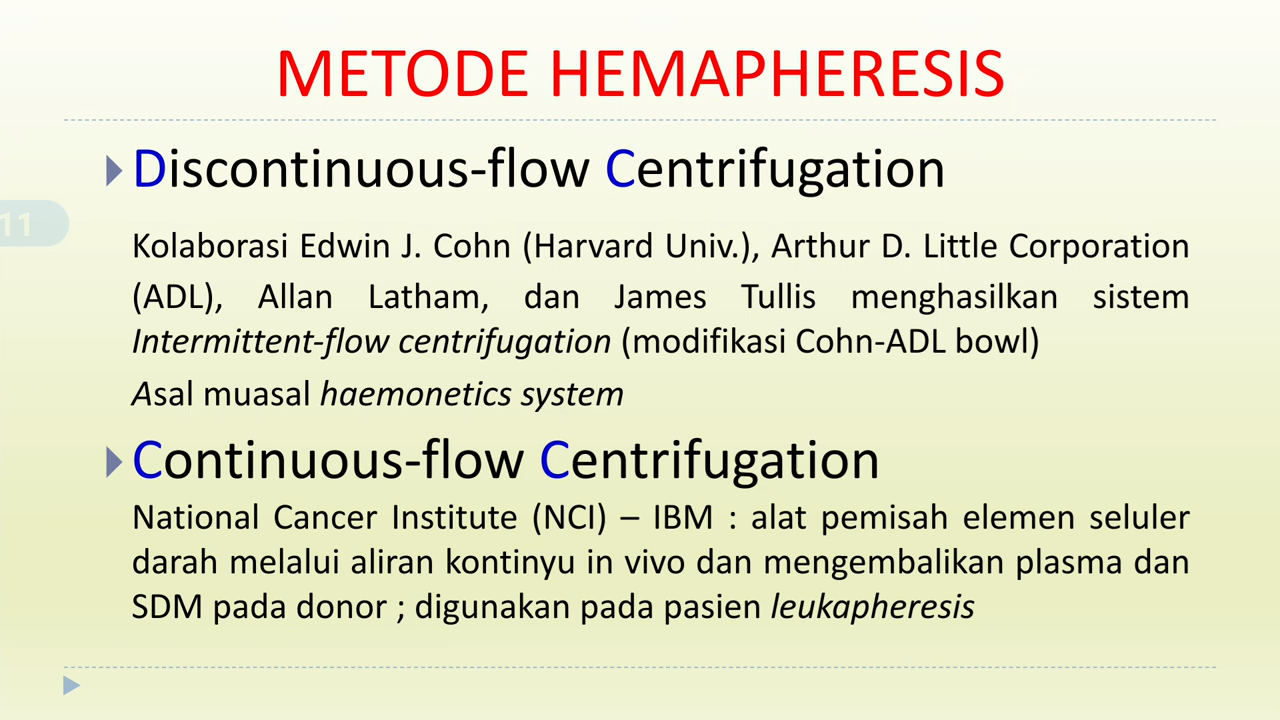 METODE HEMAPHERESIS
Discontinuous-flow Centrifugation
11
Kolaborasi Edwin J. Cohn (Harvard Univ.), Arthur D. Little Corporation
(ADL), Allan Latham, dan James Tullis menghasilkan sistem
Intermittent-flow centrifugation (modifikasi Cohn-ADL bowl)
Asal muasal haemonetics system
Continuous-flow Centrifugation
National Cancer Institute (NCI) – IBM : alat pemisah elemen seluler
darah melalui aliran kontinyu in vivo dan mengembalikan plasma dan
SDM pada donor ; digunakan pada pasien leukapheresis